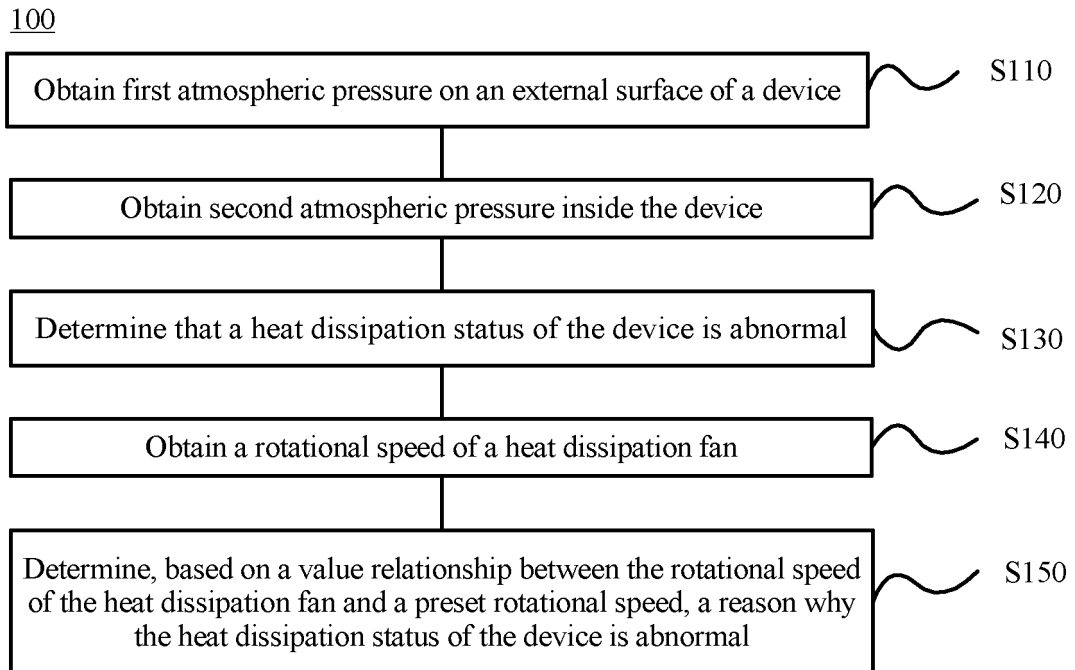 100
Obtain first atmospheric pressure on an external surface of a device
S110
Obtain second atmospheric pressure inside the device
S120
Determine that a heat dissipation status of the device is abnormal
S130
Obtain a rotational speed of a heat dissipation fan
S140
Determine, based on a value relationship between the rotational speed
of the heat dissipation fan and a preset rotational speed, a reason why
the heat dissipation status of the device is abnormal
S150